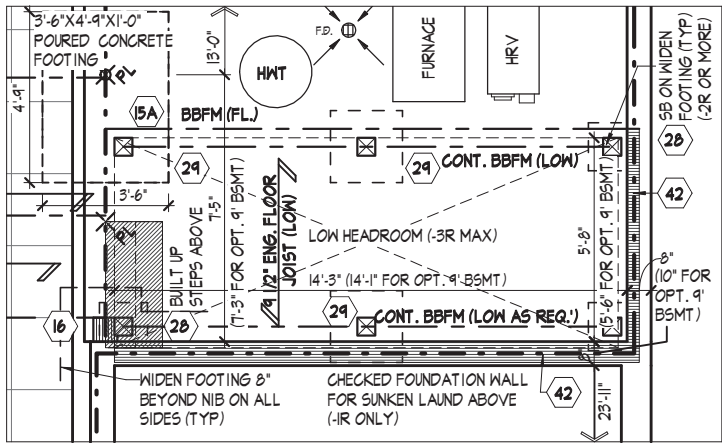 3'-6"X4'-9"X1'-0"
POURED CONCRETE
FOOTING
PL
4'-9"
13'-0"
F.D.
HWT
FURNACE
HRV
SB ON WIDEN
FOOTING (TYP)
(-2R OR MORE)
15A
BBFM (FL.)
28
29
29
CONT. BBFM (LOW)
42
3'-6"
PL
BUILT UP
STEPS ABOVE
7'-5"
(7'-3" FOR OPT. 9' BSMT)
9 1/2" ENG. FLOOR
JOIST (LOW)
LOW HEADROOM (-3R MAX)
14'-3" (14'-1" FOR OPT. 9' BSMT)
5'-8"
(5'-6" FOR OPT. 9' BSMT)
8"
(10" FOR
OPT. 9'
BSMT)
16
28
29
CONT. BBFM (LOW AS REQ.')
8"
WIDEN FOOTING 8"
BEYOND NIB ON ALL
SIDES (TYP)
CHECKED FOUNDATION WALL
FOR SUNKEN LAUND ABOVE
(-1R ONLY)
42
23'-11"